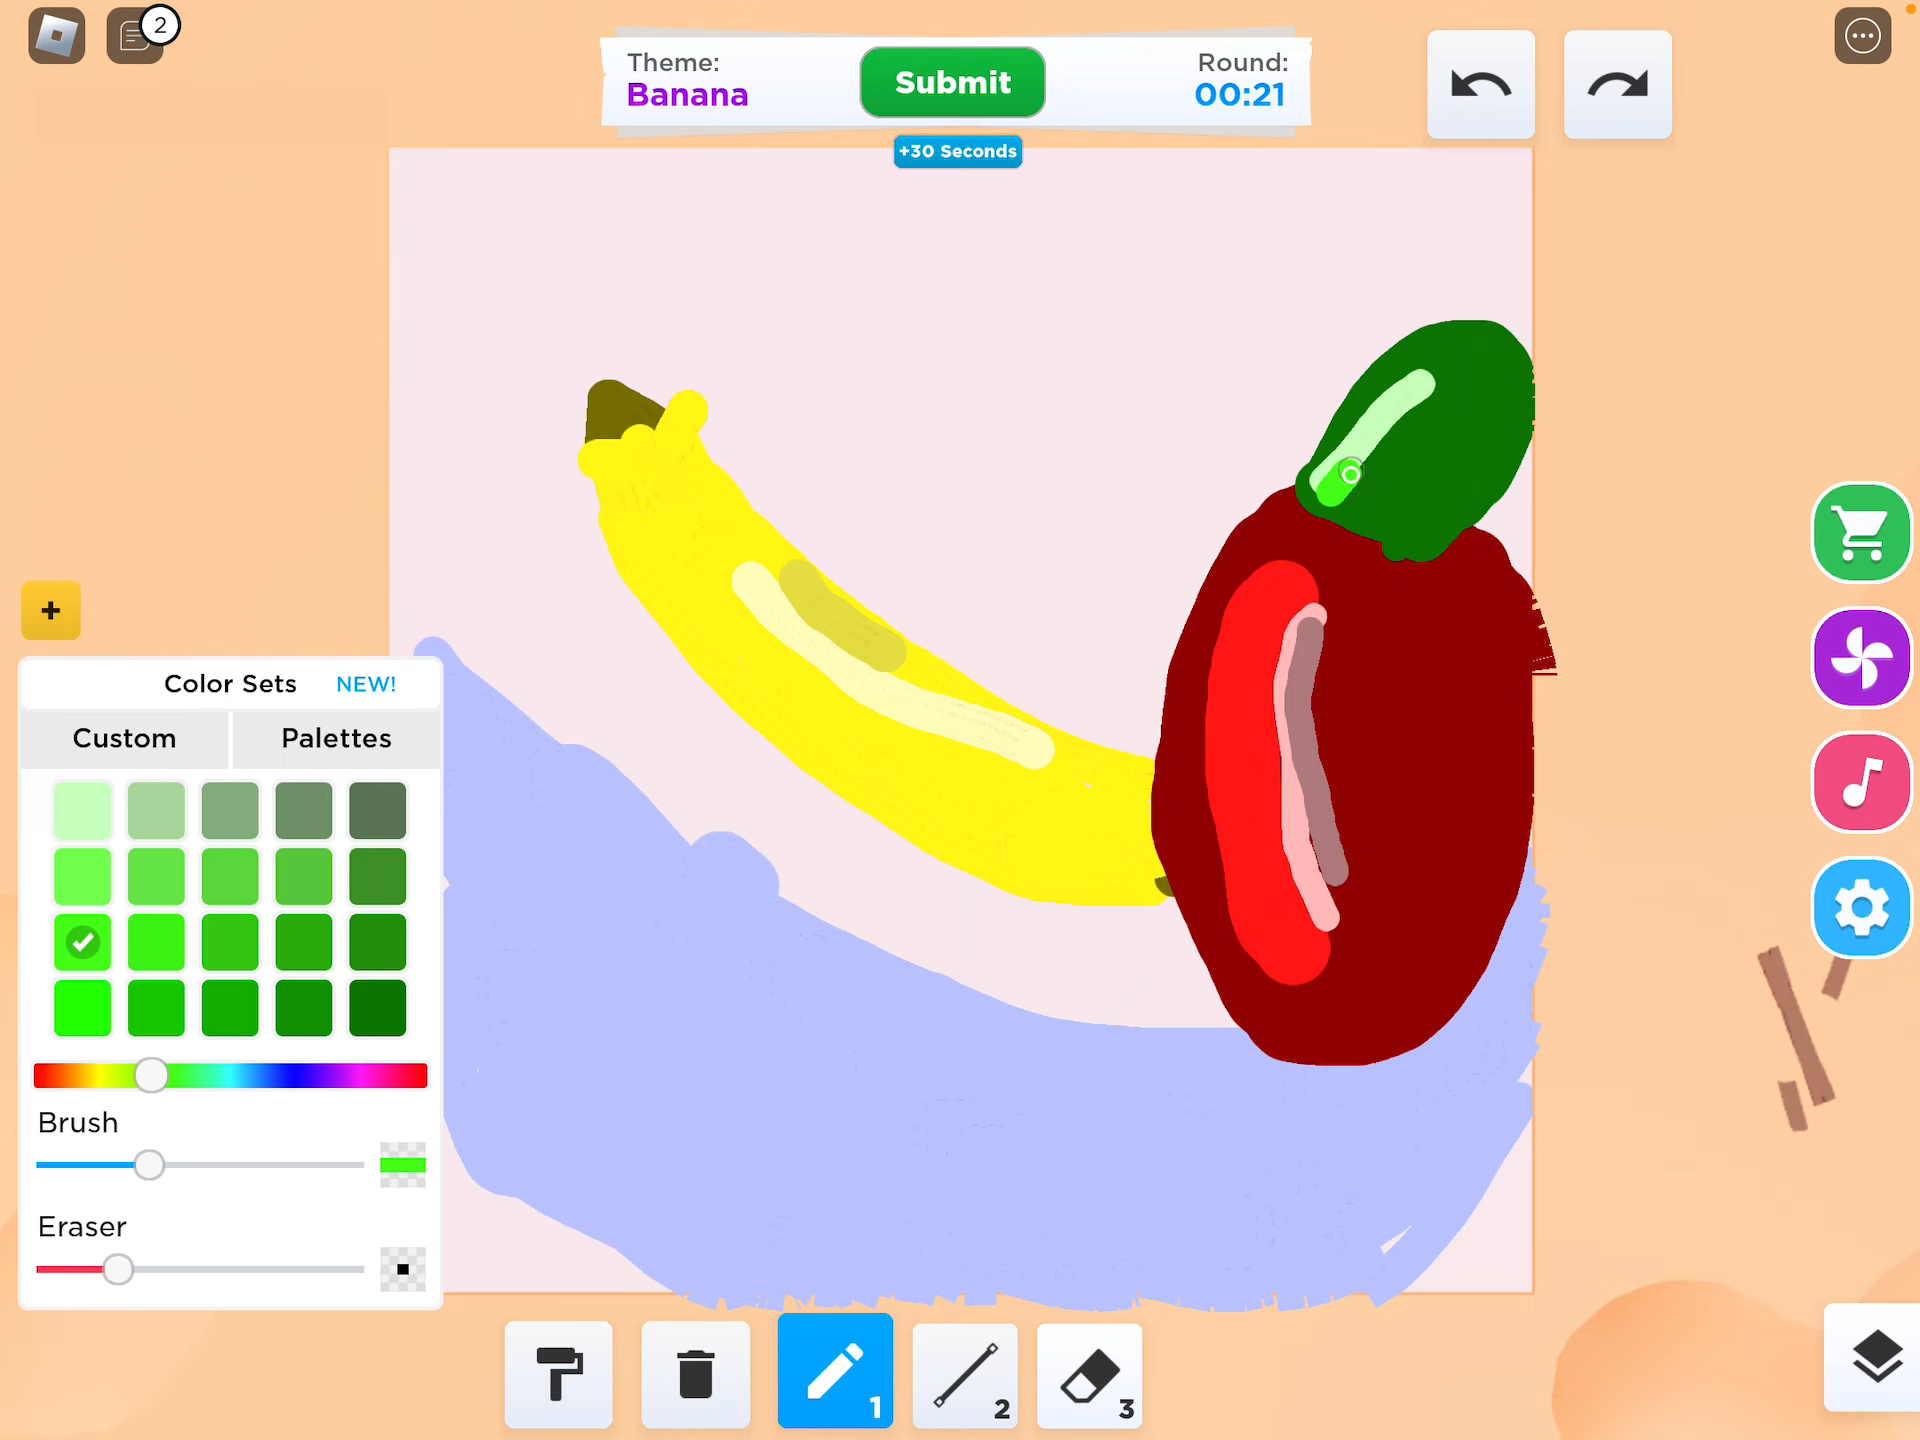 2
Theme:
Banana
Submit
Round:
00:21
+30 Seconds
+
Color Sets
NEW!
Custom
Palettes
Brush
Eraser
1
2
3